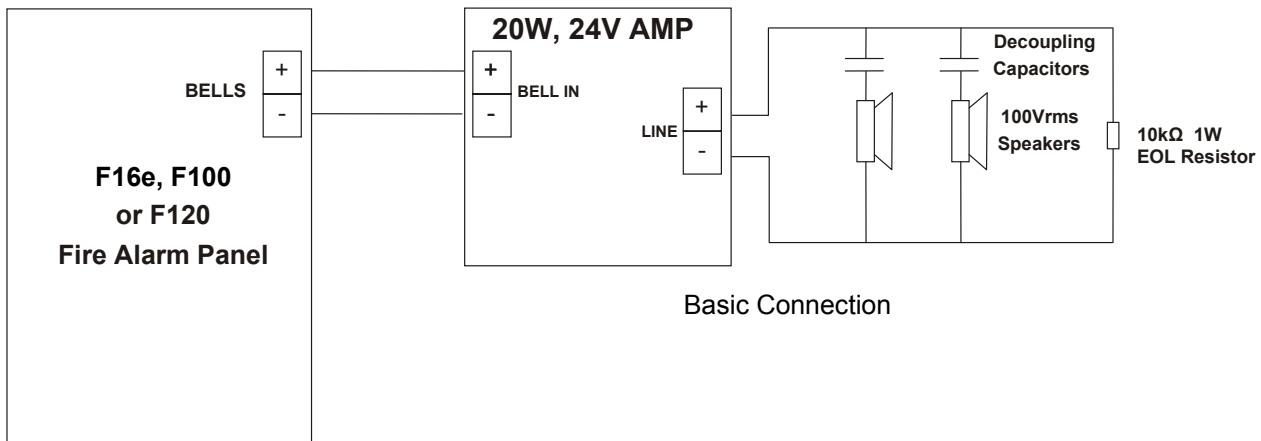 20W, 24V AMP
BELLS
+
-
+
-
BELL IN
LINE
+
-
Decoupling
Capacitors
100Vrms
Speakers
10kΩ 1W
EOL Resistor
F16e, F100
or F120
Fire Alarm Panel
Basic Connection